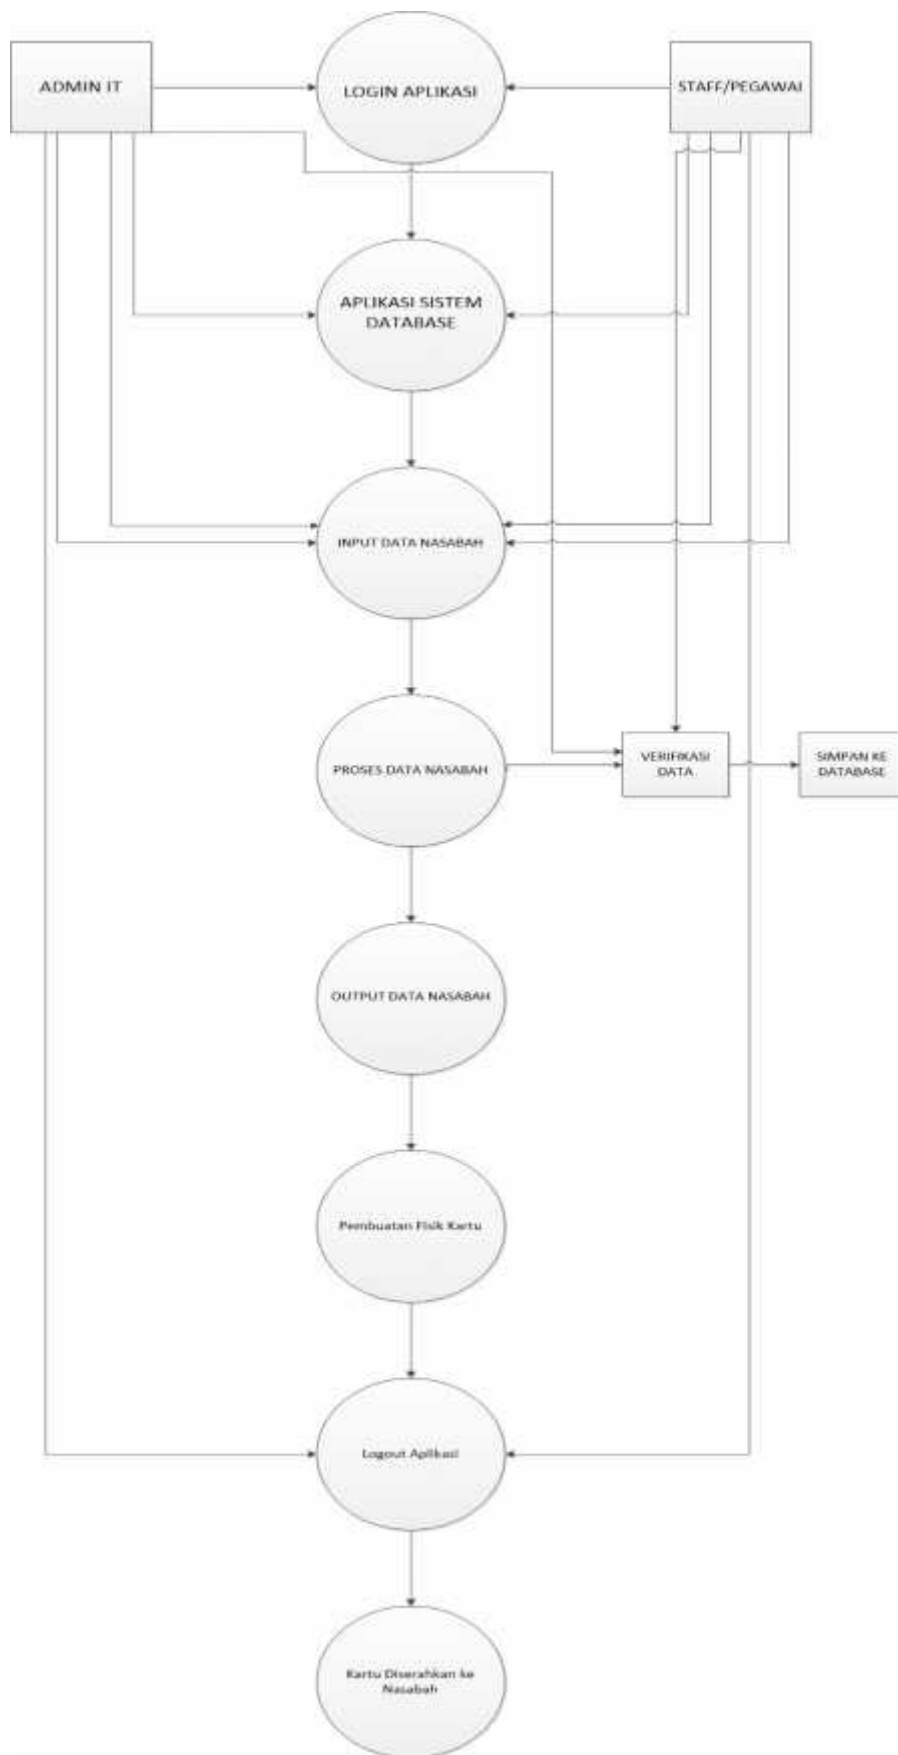 ADMIN IT
LOGIN APLIKASI
STAFF/PEGAWAI
APLIKASI SISTEM
DATABASE
INPUT DATA NASABAH
PROSES DATA NASABAH
VERIFIKASI
DATA
SIMPAN KE
DATABASE
OUTPUT DATA NASABAH
Pembuatan Fisik Kartu
Logout Aplikasi
Kartu Diserahkan ke
Nasabah